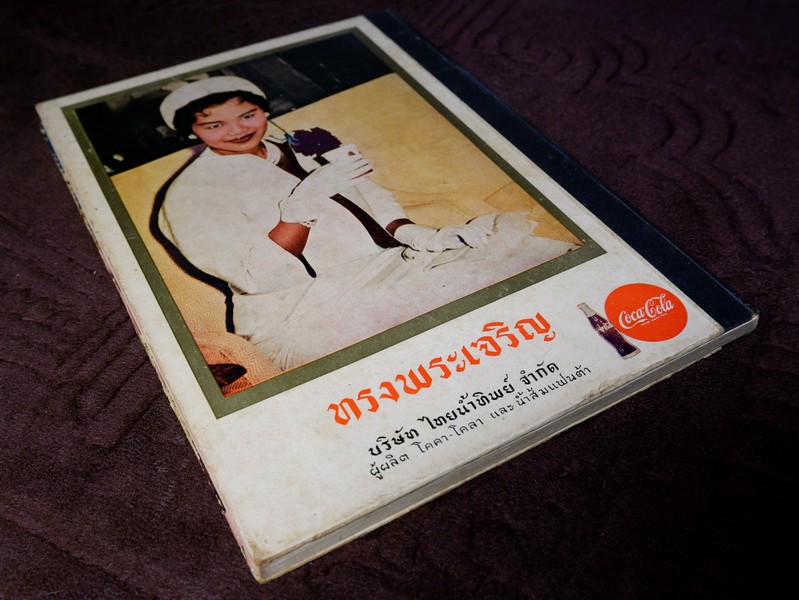 ทรงพระเจริญ
บริษัท ไทยน้ำทิพย์ จำกัด
ผู้ผลิต โคคา-โคลา และน้ำส้มแฟนต้า
Coca-Cola